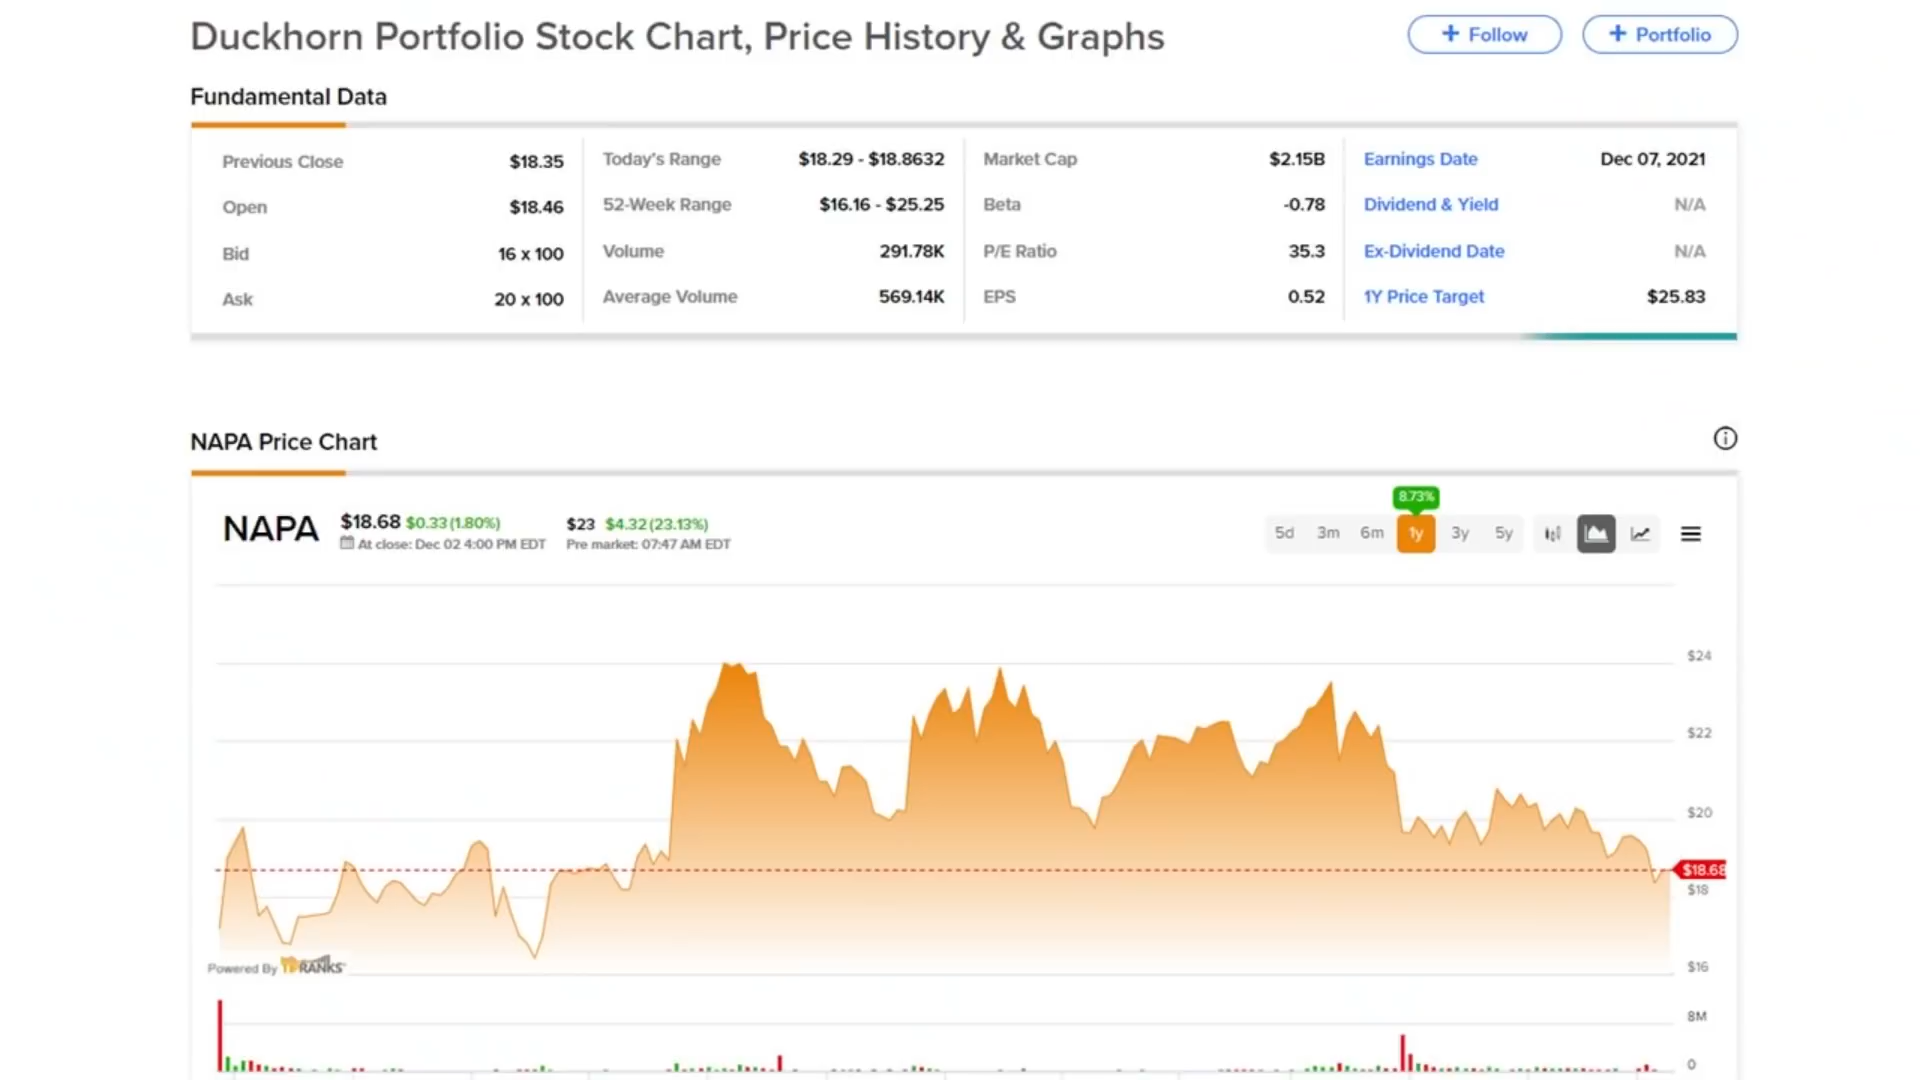 Duckhorn Portfolio Stock Chart, Price History & Graphs
+ Follow
+ Portfolio
Fundamental Data
Previous Close $18.35
Today's Range $18.29 - $18.8632
Market Cap $2.15B
Earnings Date Dec 07, 2021
Open $18.46
52-Week Range $16.16 - $25.25
Beta -0.78
Dividend & Yield N/A
Bid 16 x 100
Volume 291.78K
P/E Ratio 35.3
Ex-Dividend Date N/A
Ask 20 x 100
Average Volume 569.14K
EPS 0.52
1Y Price Target $25.83
NAPA Price Chart
8.73%
NAPA
$18.68 $0.33 (1.80%)
At close: Dec 02 4:00 PM EDT
$23 $4.32 (23.13%)
Pre market: 07:47 AM EDT
5d 3m 6m 1y 3y 5y
$24
$22
$20
$18.68
$18
$16
Powered By TIPRANKS
8M
0